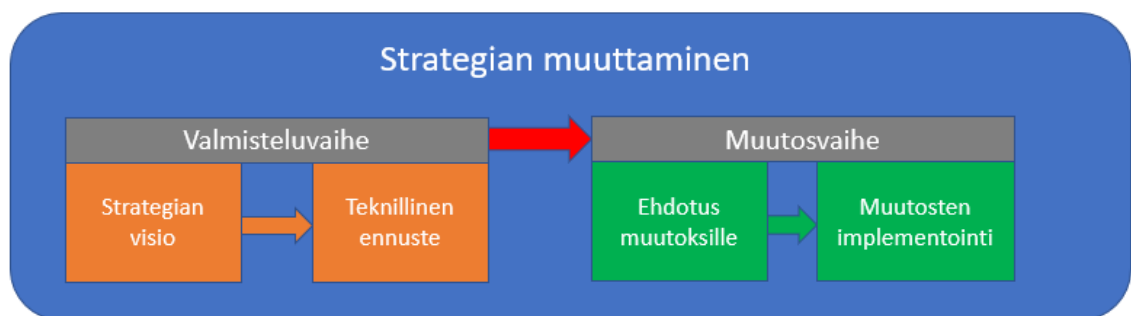 Strategian muuttaminen
Valmisteluvaihe
Strategian
visio
Teknillinen
ennuste
Muutosvaihe
Ehdotus
muutoksille
Muutosten
implementointi